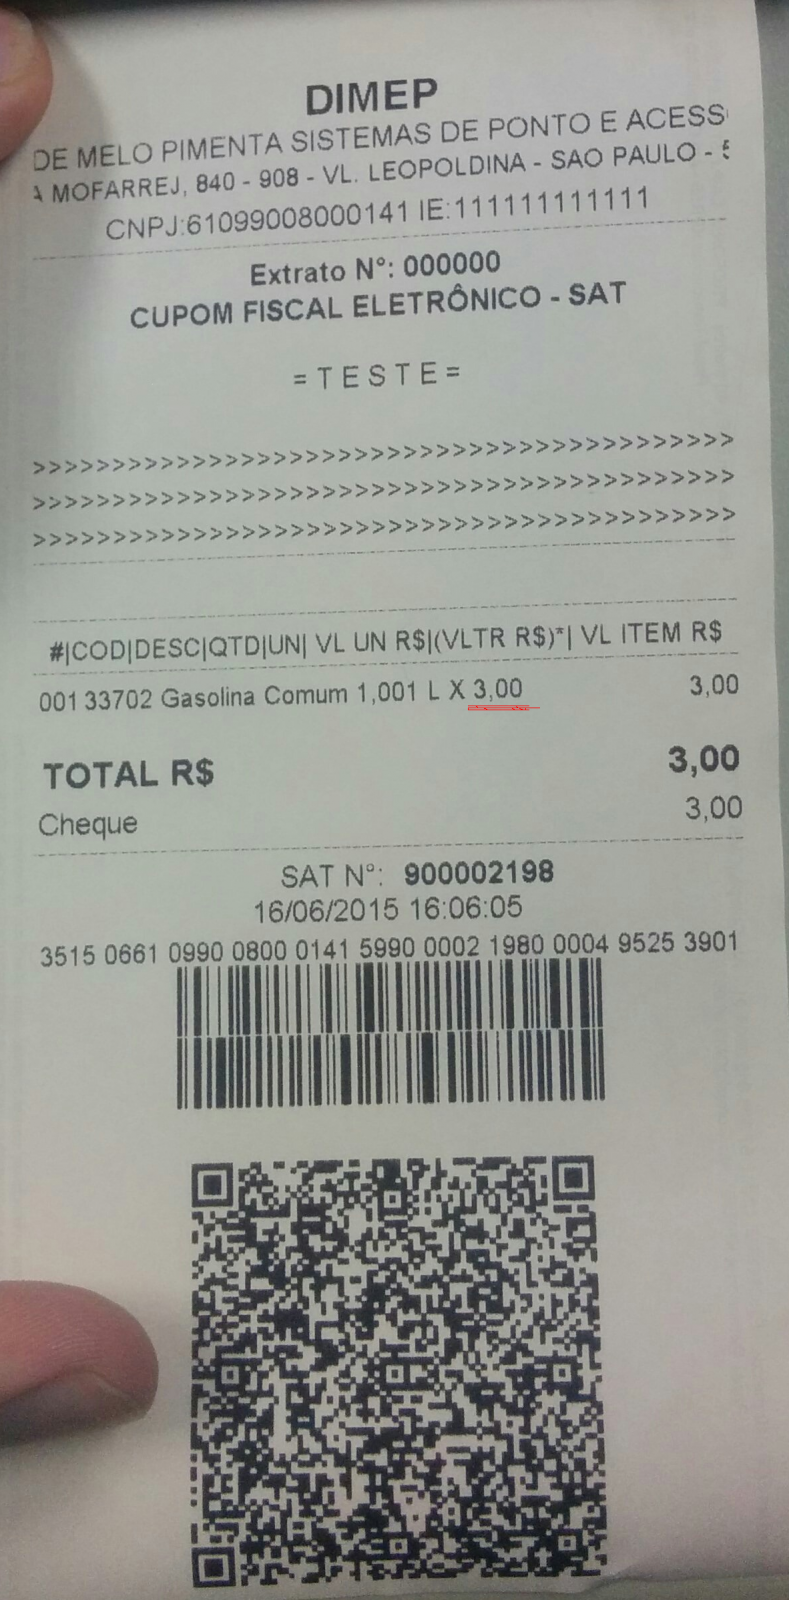 DIMEP
DE MELO PIMENTA SISTEMAS DE PONTO E ACESS
MOFARREJ, 840 - 908 - VL. LEOPOLDINA - SAO PAULO -
CNPJ:61099008000141 IE:111111111111
Extrato N°: 000000
CUPOM FISCAL ELETRÔNICO - SAT
= T E S T E =
>>>>>>>>>>>>>>>>>>>>>>>>>>>>>>>>>>>>>>>>>>>>>>>>>>>>
>>>>>>>>>>>>>>>>>>>>>>>>>>>>>>>>>>>>>>>>>>>>>>>>>>>>
>>>>>>>>>>>>>>>>>>>>>>>>>>>>>>>>>>>>>>>>>>>>>>>>>>>>
#|COD|DESC|QTD|UN| VL UN R$|(VLTR R$)*| VL ITEM R$
001 33702 Gasolina Comum 1,001 L X 3,00 3,00
TOTAL R$ 3,00
Cheque 3,00
SAT N°: 900002198
16/06/2015 16:06:05
3515 0661 0990 0800 0141 5990 0002 1980 0004 9525 3901